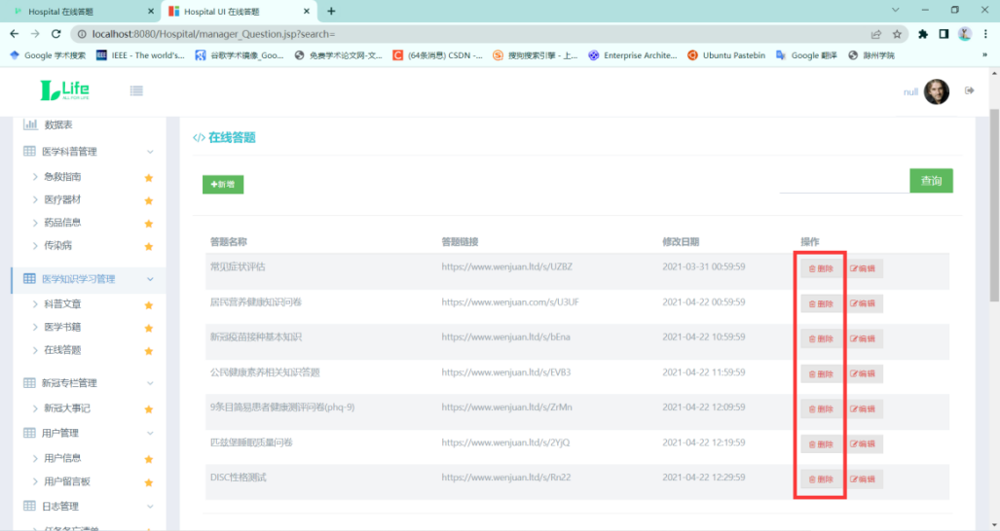 Hospital 在线答题
Hospital UI 在线答题
localhost:8080/Hospital/manager_Question.jsp?search=
Google 学术搜索
IEEE - The world's...
谷歌学术镜像_Goo...
免费学术论文网-文...
(64条消息) CSDN -...
搜狗搜索引擎 - 上...
Enterprise Archite...
Ubuntu Pastebin
Google 翻译
滁州学院
»
Life
ALL FOR LIFE
null
数据表
医学科普管理
急救指南
医疗器材
药品信息
传染病
医学知识学习管理
科普文章
医学书籍
在线答题
新冠专栏管理
新冠大事记
用户管理
用户信息
用户留言板
日志管理
</> 在线答题
+新增
查询
答题名称 答题链接 修改日期 操作
常见症状评估 https://www.wenjuan.ltd/s/UZBZ 2021-03-31 00:59:59 删除 编辑
居民营养健康知识问卷 https://www.wenjuan.com/s/U3UF 2021-04-22 00:59:59 删除 编辑
新冠疫苗接种基本知识 https://www.wenjuan.ltd/s/bEna 2021-04-22 10:59:59 删除 编辑
公民健康素养相关知识答题 https://www.wenjuan.ltd/s/EVB3 2021-04-22 11:59:59 删除 编辑
9条目简易患者健康测评问卷(phq-9) https://www.wenjuan.ltd/s/ZrMn 2021-04-22 12:09:59 删除 编辑
匹兹堡睡眠质量问卷 https://www.wenjuan.ltd/s/2YjQ 2021-04-22 12:19:59 删除 编辑
DISC性格测试 https://www.wenjuan.ltd/s/Rn22 2021-04-22 12:29:59 删除 编辑